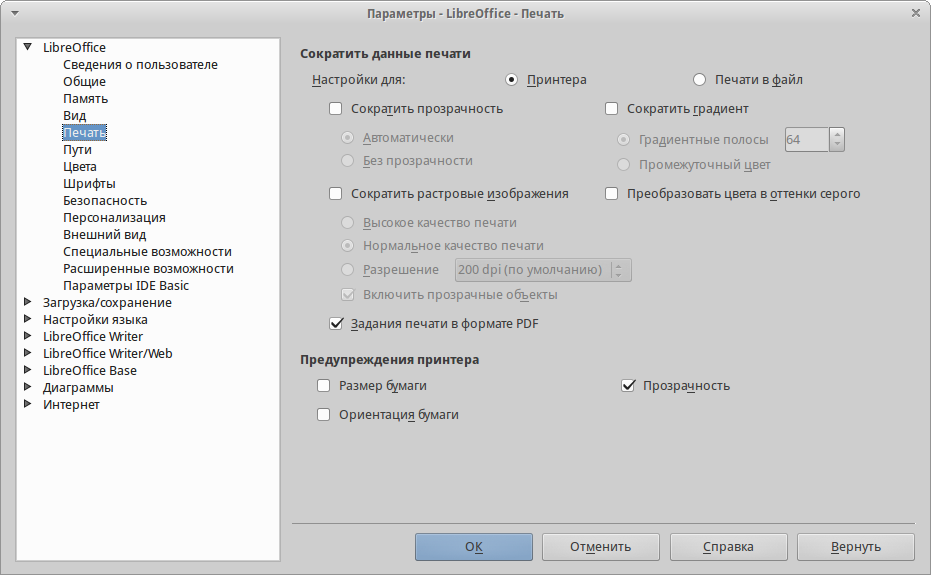 Параметры - LibreOffice - Печать
LibreOffice
Сведения о пользователе
Общие
Память
Вид
Печать
Пути
Цвета
Шрифты
Безопасность
Персонализация
Внешний вид
Специальные возможности
Расширенные возможности
Параметры IDE Basic
Загрузка/сохранение
Настройки языка
LibreOffice Writer
LibreOffice Writer/Web
LibreOffice Base
Диаграммы
Интернет
Сократить данные печати
Настройки для: Принтера Печати в файл
Сократить прозрачность Сократить градиент
Автоматически Градиентные полосы 64
Без прозрачности Промежуточный цвет
Сократить растровые изображения Преобразовать цвета в оттенки серого
Высокое качество печати
Нормальное качество печати
Разрешение 200 dpi (по умолчанию)
Включить прозрачные объекты
Задания печати в формате PDF
Предупреждения принтера
Размер бумаги Прозрачность
Ориентация бумаги
OK Отменить Справка Вернуть